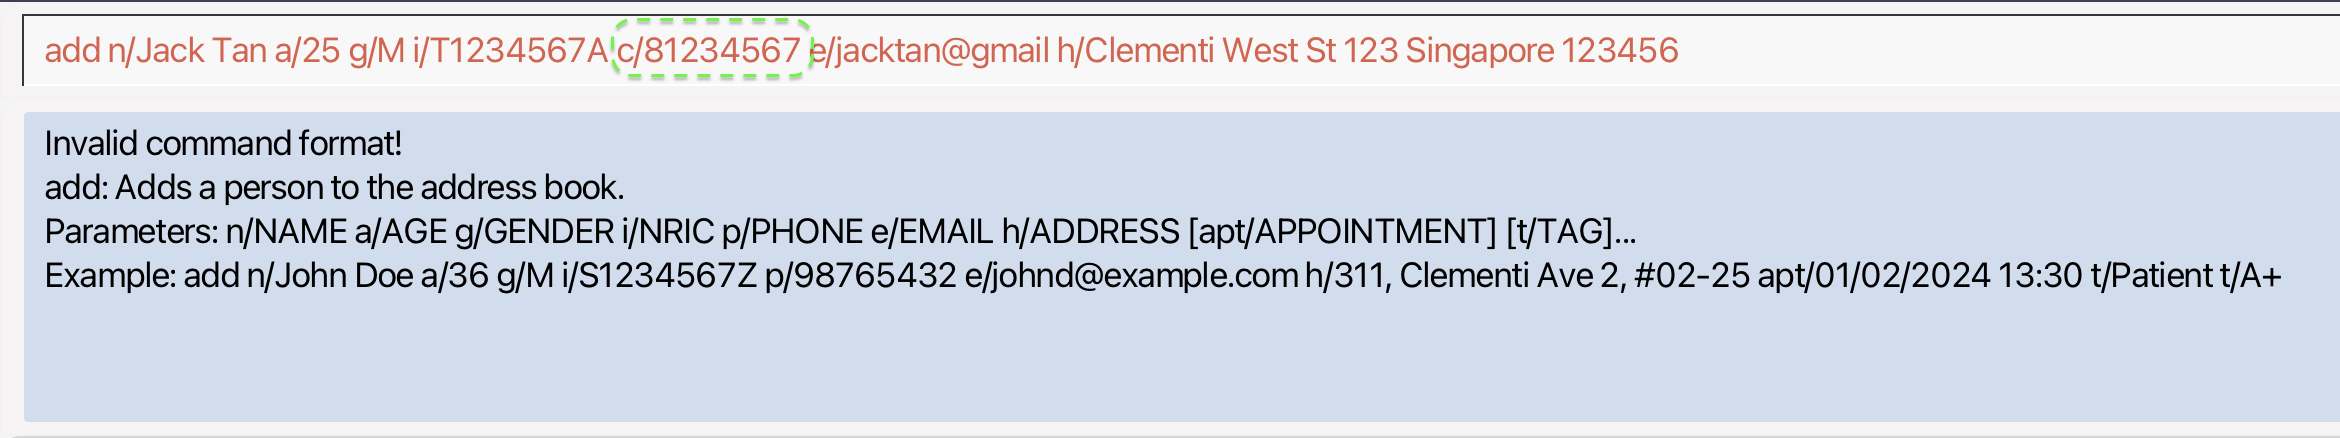 add n/Jack Tan a/25 g/M i/T1234567A c/81234567 e/jacktan@gmail h/Clementi West St 123 Singapore 123456
Invalid command format!
add: Adds a person to the address book.
Parameters: n/NAME a/AGE g/GENDER i/NRIC p/PHONE e/EMAIL h/ADDRESS [apt/APPOINTMENT] [t/TAG]...
Example: add n/John Doe a/36 g/M i/S1234567Z p/98765432 e/johnd@example.com h/311, Clementi Ave 2, #02-25 apt/01/02/2024 13:30 t/Patient t/A+